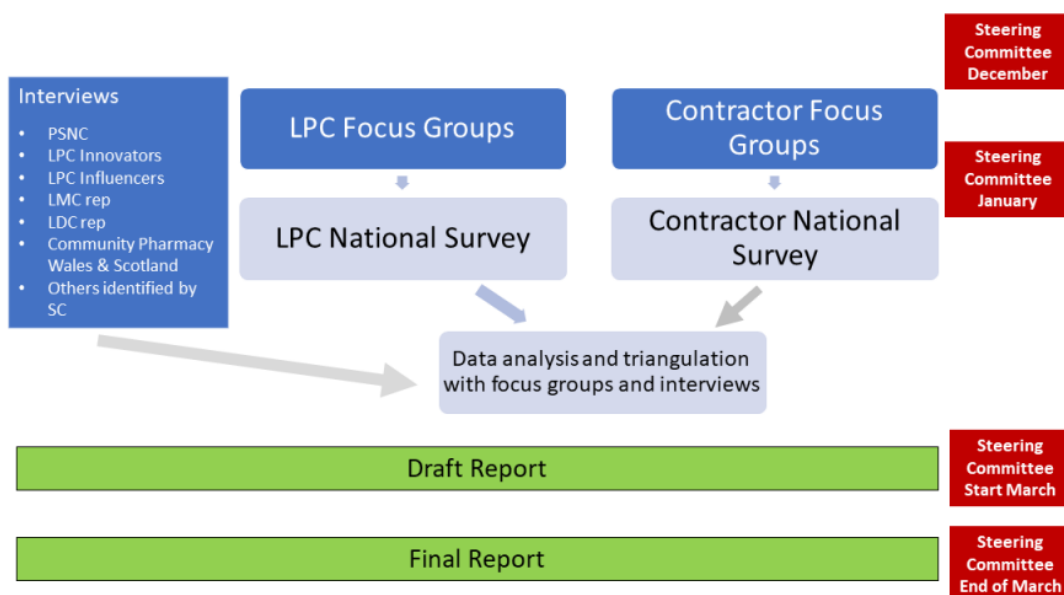 Steering
Committee
December
Interviews
• PSNC
• LPC Innovators
• LPC Influencers
• LMC rep
• LDC rep
• Community Pharmacy
Wales & Scotland
• Others identified by
SC
LPC Focus Groups
Contractor Focus
Groups
Steering
Committee
January
LPC National Survey
Contractor National
Survey
Data analysis and triangulation
with focus groups and interviews
Draft Report
Steering
Committee
Start March
Final Report
Steering
Committee
End of March